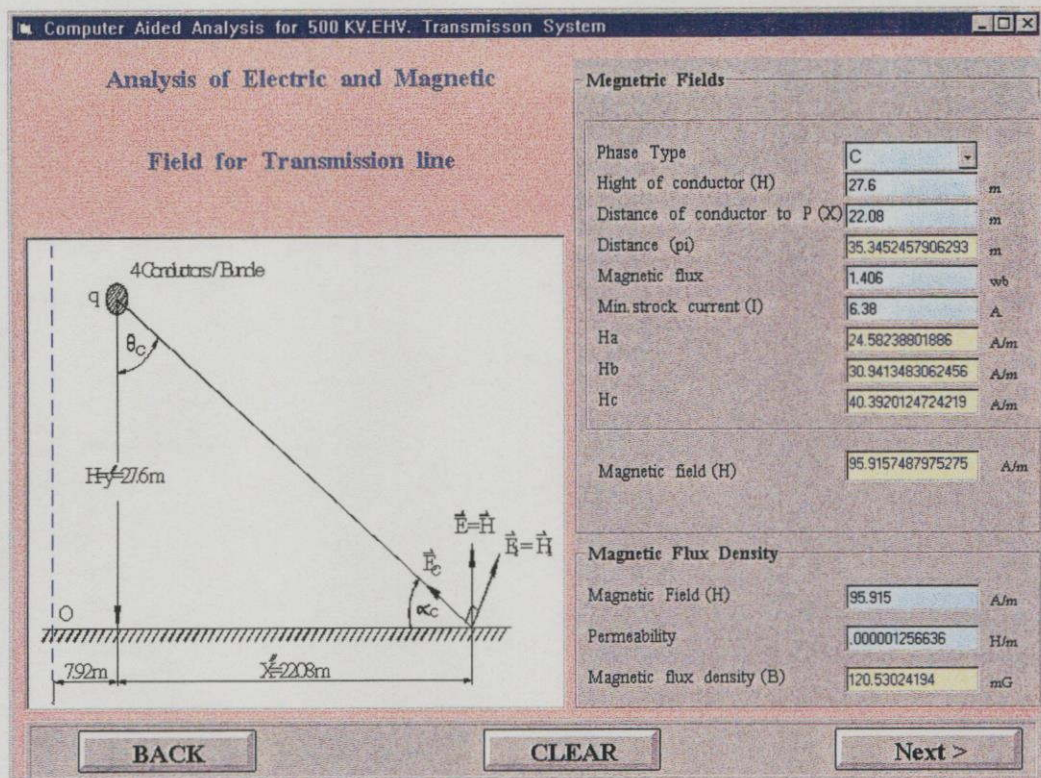 Computer Aided Analysis for 500 KV.EHV. Transmisson System
Analysis of Electric and Magnetic
Field for Transmission line
4Conductors/Bundle
q
θc
H=y=27.6m
E=H
E=H
Ec
αc
O
7.92m
X=22.08m
Megnetric Fields
Phase Type C
Hight of conductor (H) 27.6 m
Distance of conductor to P (X) 22.08 m
Distance (pi) 35.3452457906293 m
Magnetic flux 1.406 wb
Min. strock current (I) 6.38 A
Ha 24.58238801886 A/m
Hb 30.9413483062456 A/m
Hc 40.3920124724219 A/m
Magnetic field (H) 95.9157487975275 A/m
Magnetic Flux Density
Magnetic Field (H) 95.915 A/m
Permeability .000001256636 H/m
Magnetic flux density (B) 120.53024194 mG
BACK
CLEAR
Next >